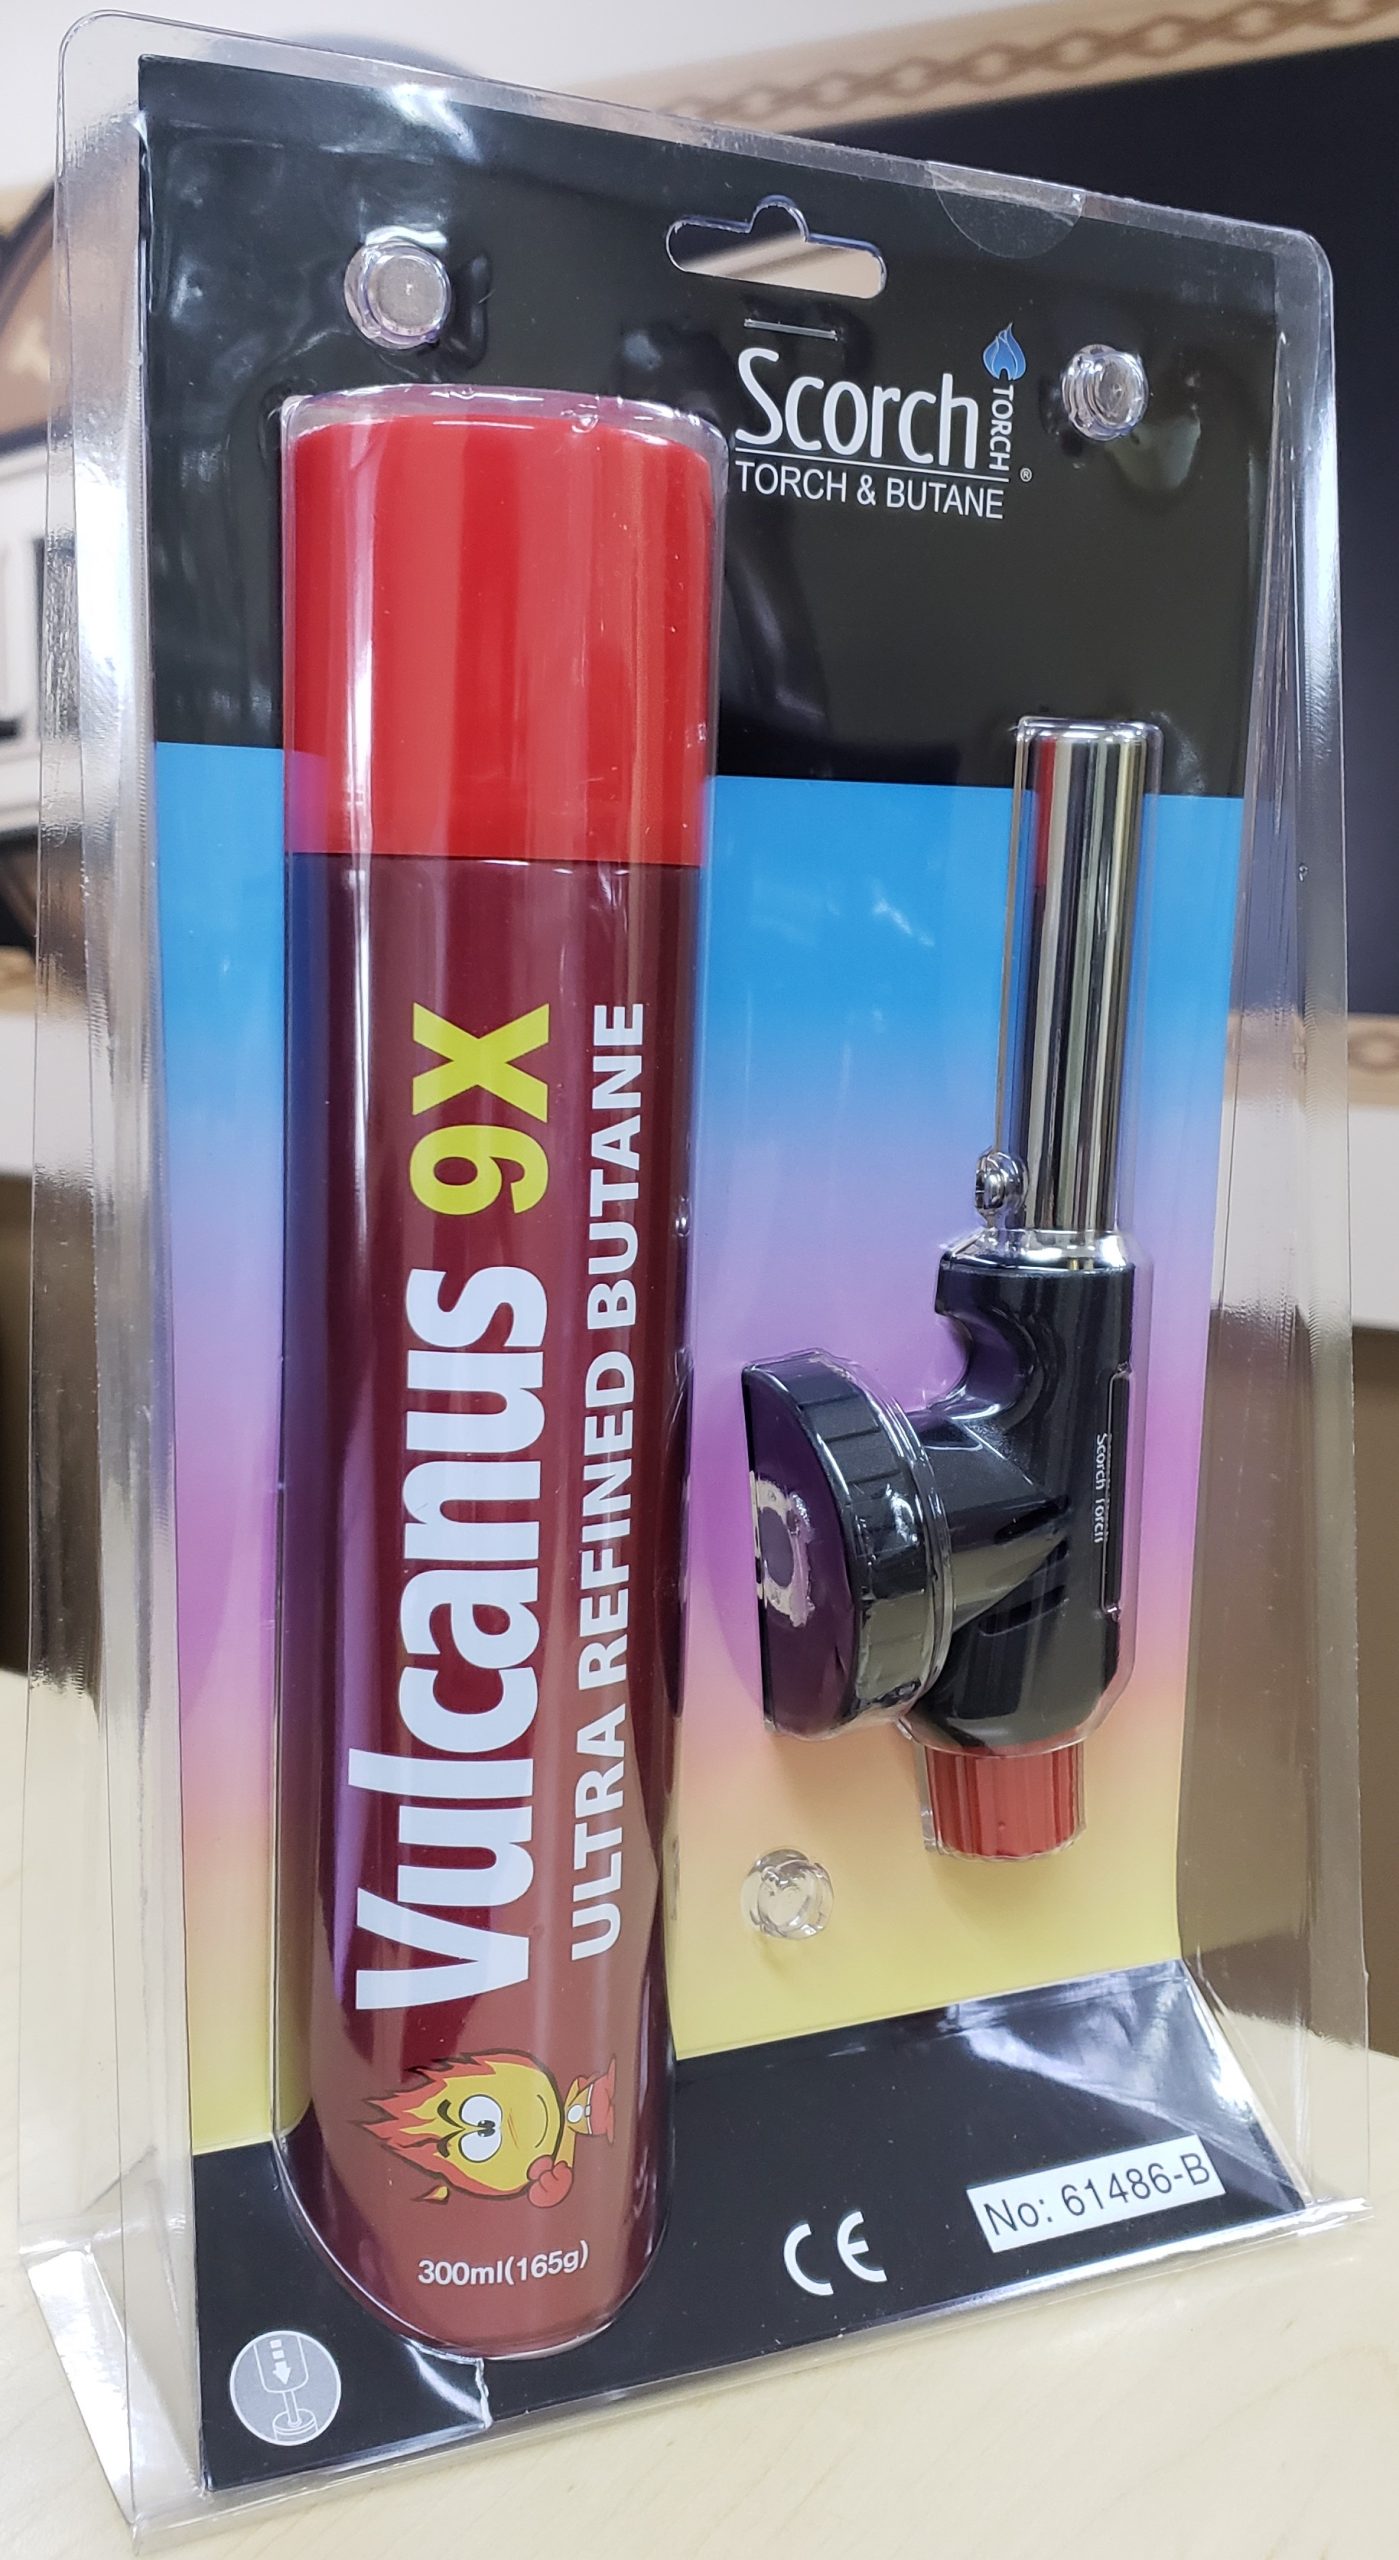 Scorch
TORCH
®
TORCH & BUTANE
Vulcanus 9X
ULTRA REFINED BUTANE
Scorch Torch
300ml(165g)
CE
No: 61486-B